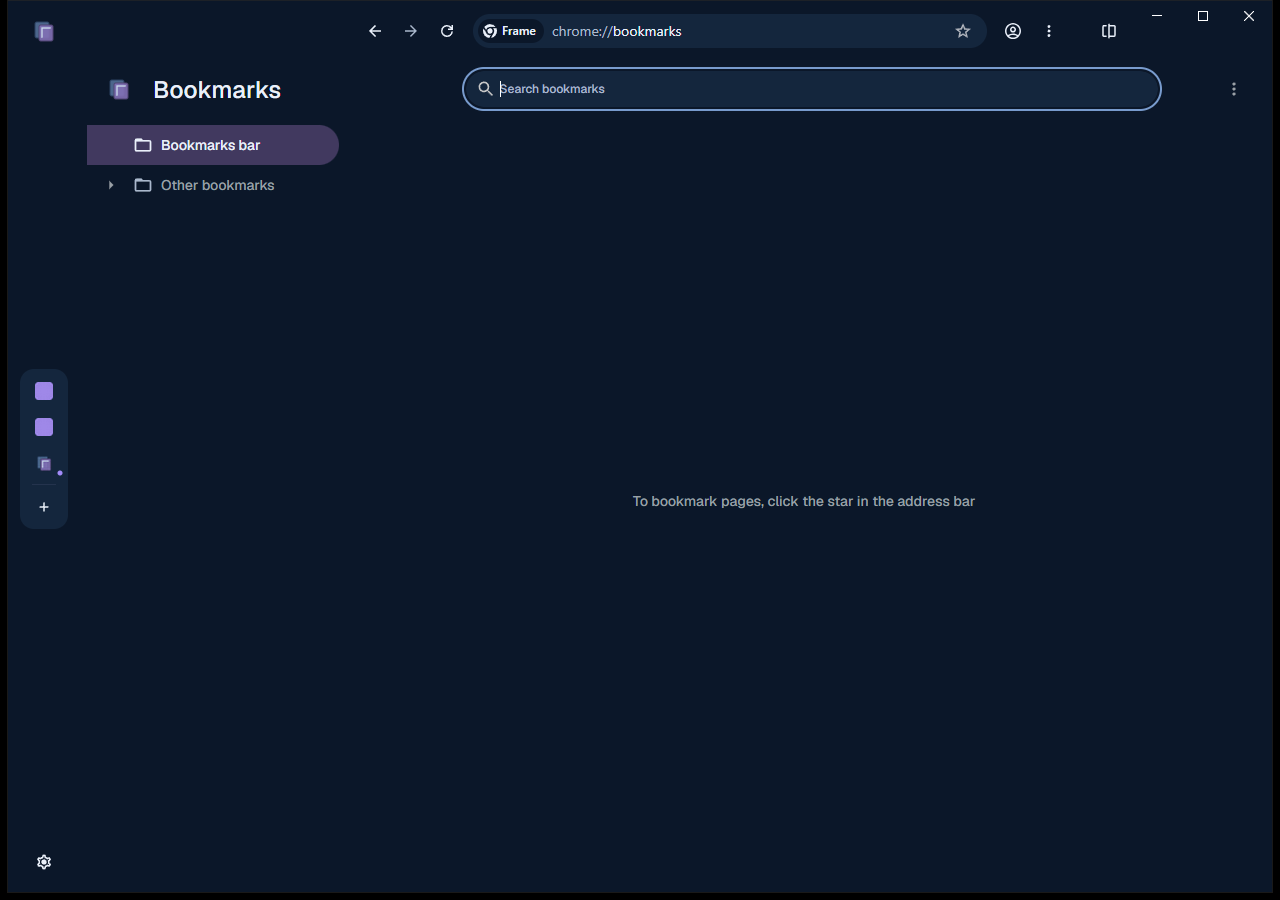 Frame chrome://bookmarks
Bookmarks
Search bookmarks
Bookmarks bar
Other bookmarks
To bookmark pages, click the star in the address bar